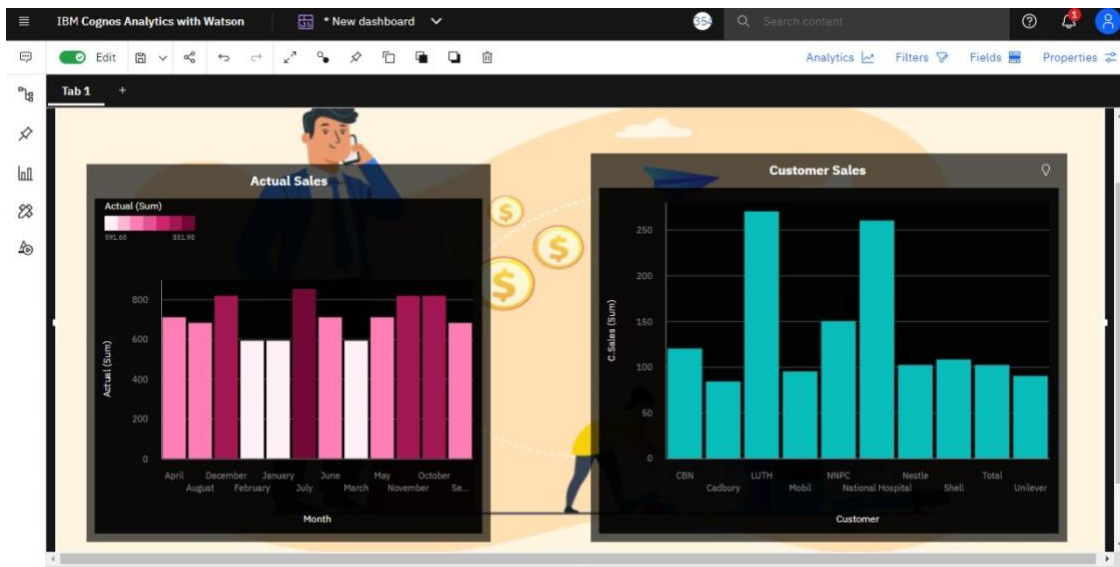 IBM Cognos Analytics with Watson
* New dashboard
354
Search content
1
Edit
Analytics
Filters
Fields
Properties
Tab 1
+
Actual Sales
Actual (Sum)
591.66
Actual (Sum)
800
600
400
200
0
April December January June May October
August February July March November Se...
Month
Customer Sales
C.Sales (Sum)
250
200
150
100
50
0
CBN LUTH NNPC Nestle Total
Cadbury Mobil National Hospital Shell Unilever
Customer